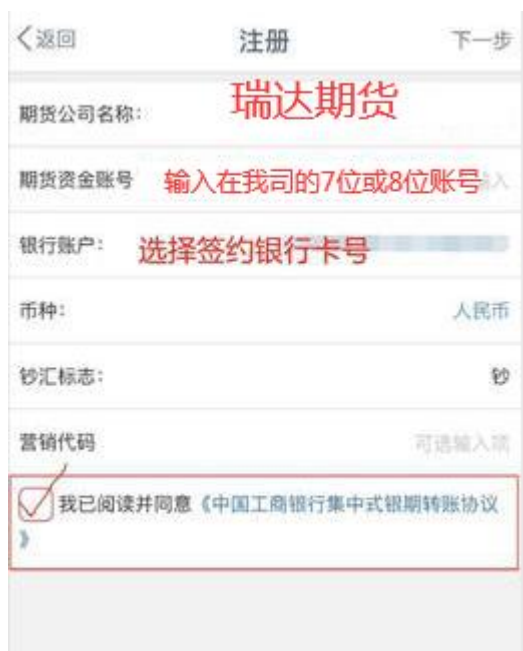 返回 注册 下一步
期货公司名称： 瑞达期货
期货资金账号 输入在我司的7位或8位账号 输入
银行账户： 选择签约银行卡号
币种： 人民币
钞汇标志： 钞
营销代码 可选输入项
我已阅读并同意《中国工商银行集中式银期转账协议
》